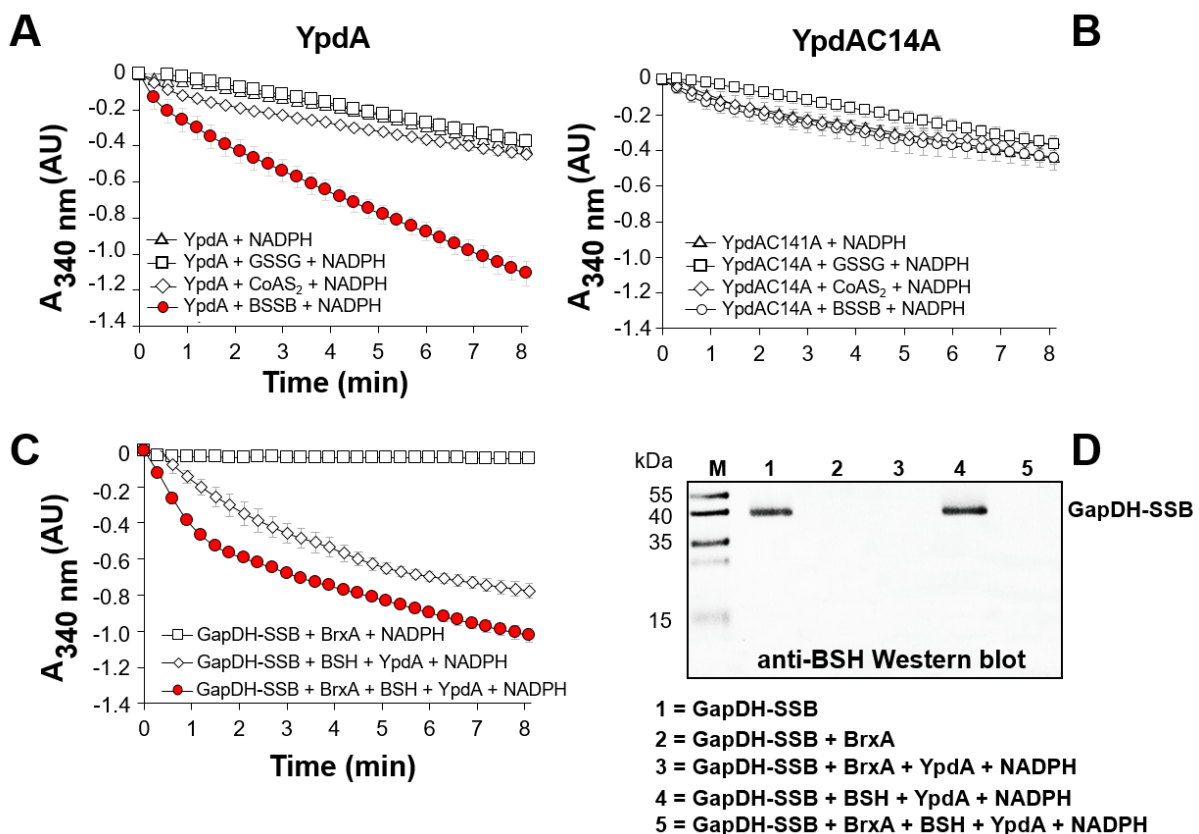 A
YpdA
A340 nm(AU)
0
-0.2
-0.4
-0.6
-0.8
-1.0
-1.2
-1.4
YpdA + NADPH
YpdA + GSSG + NADPH
YpdA + CoAS2 + NADPH
YpdA + BSSB + NADPH
0 1 2 3 4 5 6 7 8
Time (min)
B
YpdAC14A
A340 nm(AU)
0
-0.2
-0.4
-0.6
-0.8
-1.0
-1.2
-1.4
YpdAC141A + NADPH
YpdAC14A + GSSG + NADPH
YpdAC14A + CoAS2 + NADPH
YpdAC14A + BSSB + NADPH
0 1 2 3 4 5 6 7 8
C
A340 nm(AU)
0
-0.2
-0.4
-0.6
-0.8
-1.0
-1.2
-1.4
GapDH-SSB + BrxA + NADPH
GapDH-SSB + BSH + YpdA + NADPH
GapDH-SSB + BrxA + BSH + YpdA + NADPH
0 1 2 3 4 5 6 7 8
Time (min)
D
kDa M 1 2 3 4 5
55
40
35
15
GapDH-SSB
anti-BSH Western blot
1 = GapDH-SSB
2 = GapDH-SSB + BrxA
3 = GapDH-SSB + BrxA + YpdA + NADPH
4 = GapDH-SSB + BSH + YpdA + NADPH
5 = GapDH-SSB + BrxA + BSH + YpdA + NADPH